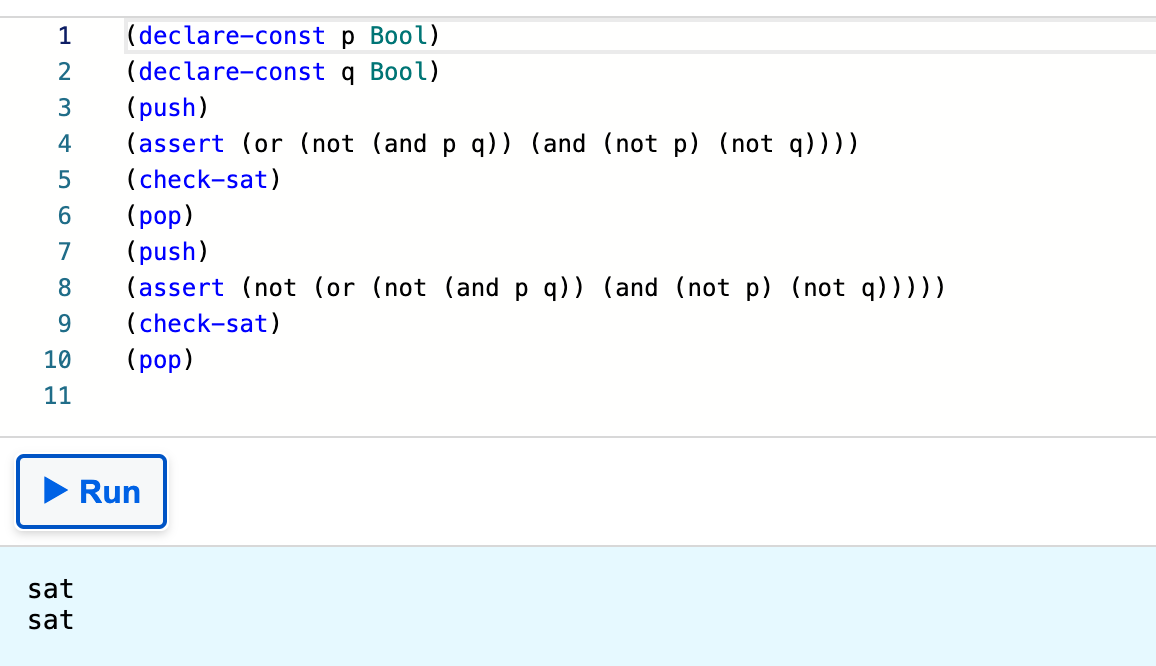 1 (declare-const p Bool)
2 (declare-const q Bool)
3 (push)
4 (assert (or (not (and p q)) (and (not p) (not q))))
5 (check-sat)
6 (pop)
7 (push)
8 (assert (not (or (not (and p q)) (and (not p) (not q)))))
9 (check-sat)
10 (pop)
11
Run
sat
sat